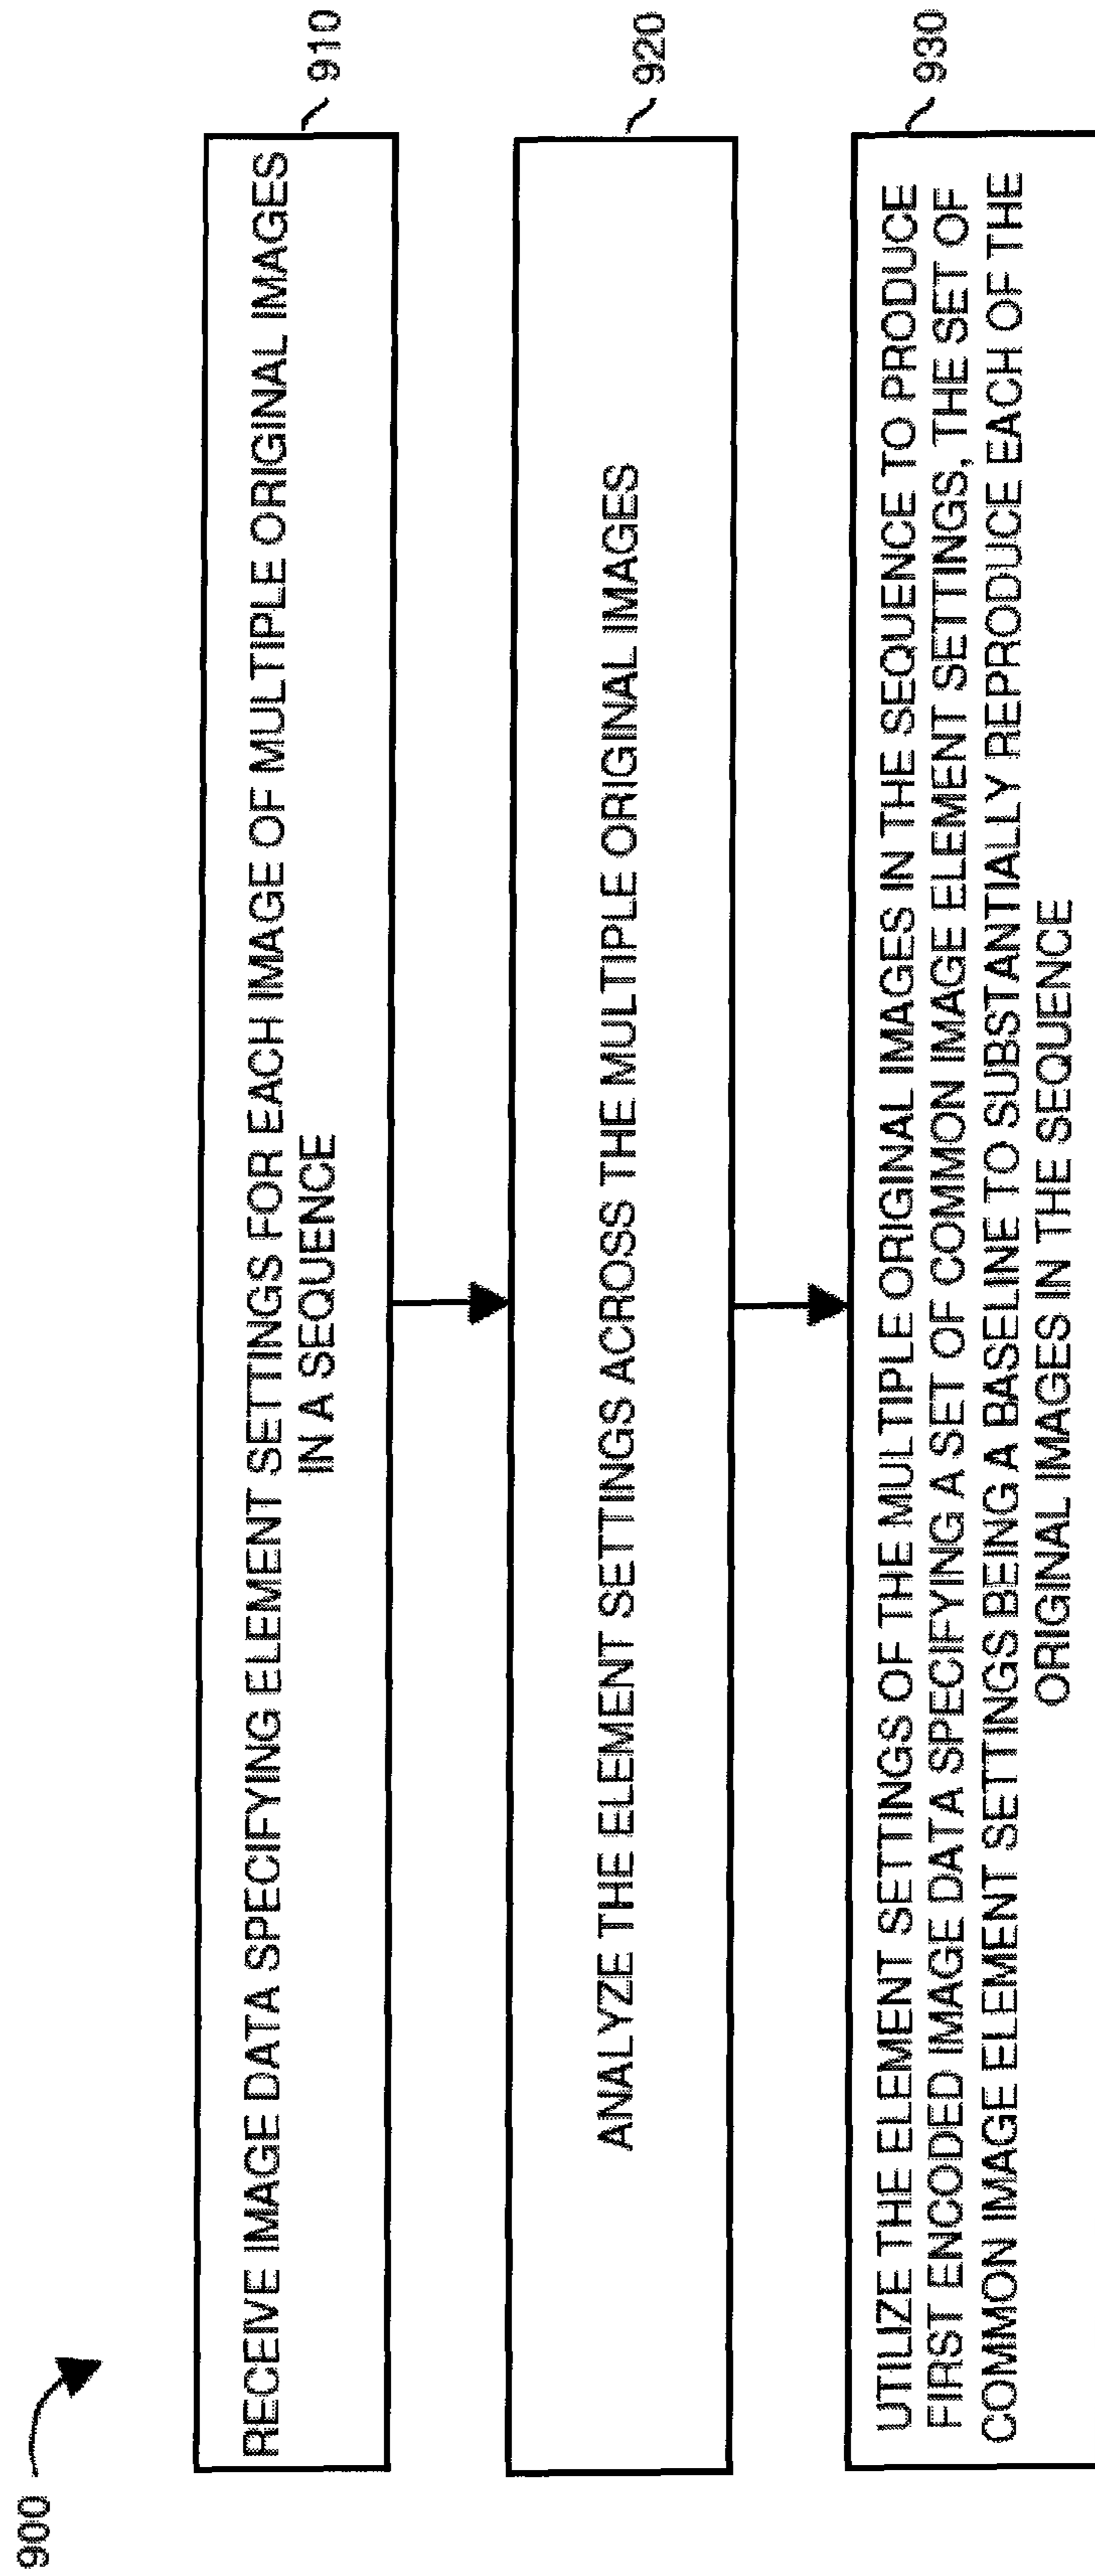 900
RECEIVE IMAGE DATA SPECIFYING ELEMENT SETTINGS FOR EACH IMAGE OF MULTIPLE ORIGINAL IMAGES
IN A SEQUENCE
910
ANALYZE THE ELEMENT SETTINGS ACROSS THE MULTIPLE ORIGINAL IMAGES
920
UTILIZE THE ELEMENT SETTINGS OF THE MULTIPLE ORIGINAL IMAGES IN THE SEQUENCE TO PRODUCE
FIRST ENCODED IMAGE DATA SPECIFYING A SET OF COMMON IMAGE ELEMENT SETTINGS, THE SET OF
COMMON IMAGE ELEMENT SETTINGS BEING A BASELINE TO SUBSTANTIALLY REPRODUCE EACH OF THE
ORIGINAL IMAGES IN THE SEQUENCE
930